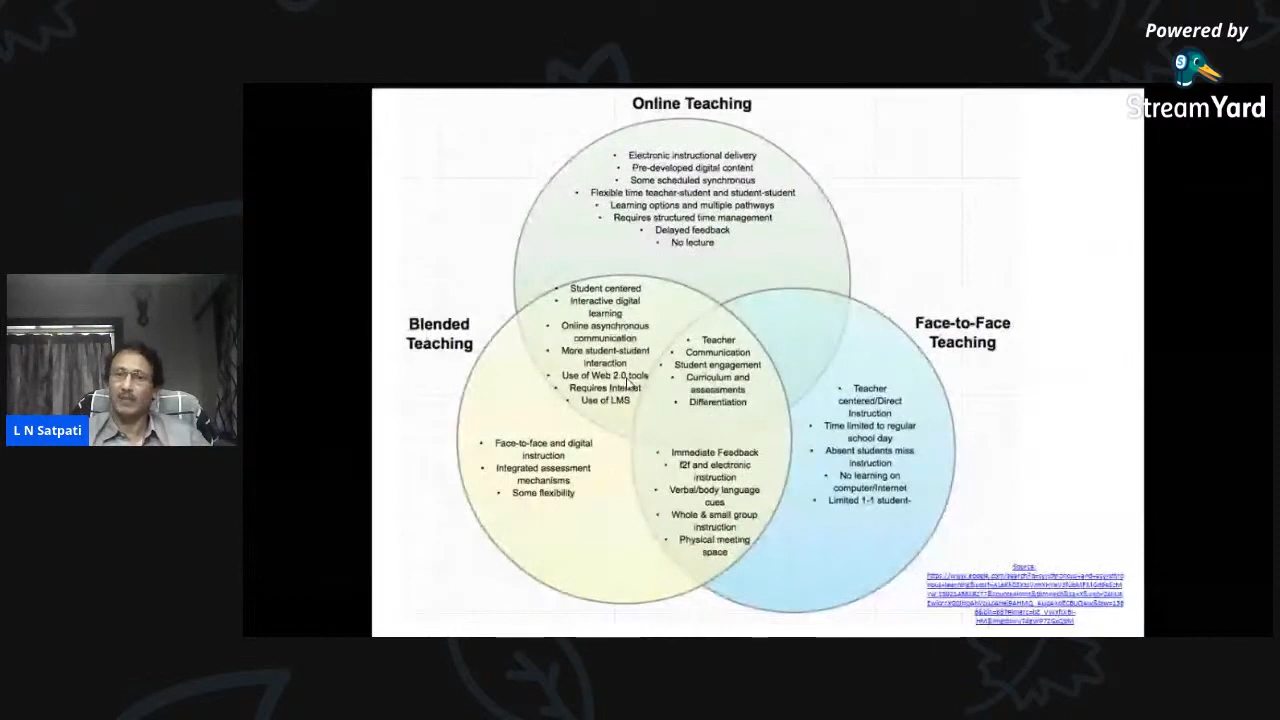 Powered by
StreamYard
Online Teaching
• Electronic instructional delivery
• Pre-developed digital content
• Some scheduled synchronous
• Flexible time teacher-student and student-student
• Learning options and multiple pathways
• Requires structured time management
• Delayed feedback
• No lecture
Blended
Teaching
• Student centered
• Interactive digital
learning
• Online asynchronous
communication
• More student-student
interaction
• Use of Web 2.0 tools
• Requires Internet
• Use of LMS
• Teacher
• Communication
• Student engagement
• Curriculum and
assessments
• Differentiation
Face-to-Face
Teaching
• Teacher
centered/Direct
Instruction
• Time limited to regular
school day
• Absent students miss
instruction
• No learning on
computer/Internet
• Limited 1-1 student-
• Face-to-face and digital
instruction
• Integrated assessment
mechanisms
• Some flexibility
• Immediate Feedback
• f2f and electronic
instruction
• Verbal/body language
cues
• Whole & small group
instruction
• Physical meeting
space
Source:
L N Satpati